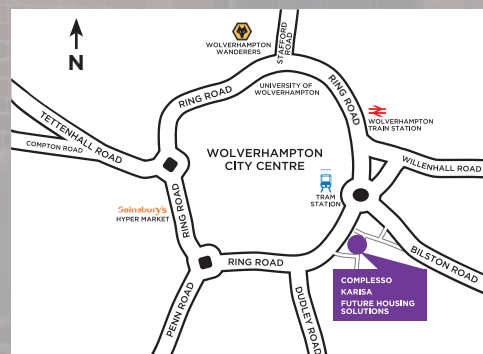 N
WOLVERHAMPTON
WANDERERS
STAFFORD
ROAD
RING ROAD
UNIVERSITY OF
WOLVERHAMPTON
RING ROAD
WOLVERHAMPTON
TRAIN STATION
TETTENHALL ROAD
COMPTON ROAD
WOLVERHAMPTON
CITY CENTRE
WILLENHALL ROAD
TRAM
STATION
Sainsbury's
HYPER MARKET
RING ROAD
RING ROAD
BILSTON ROAD
PENN ROAD
DUDLEY ROAD
COMPLESSO
KARISA
FUTURE HOUSING
SOLUTIONS